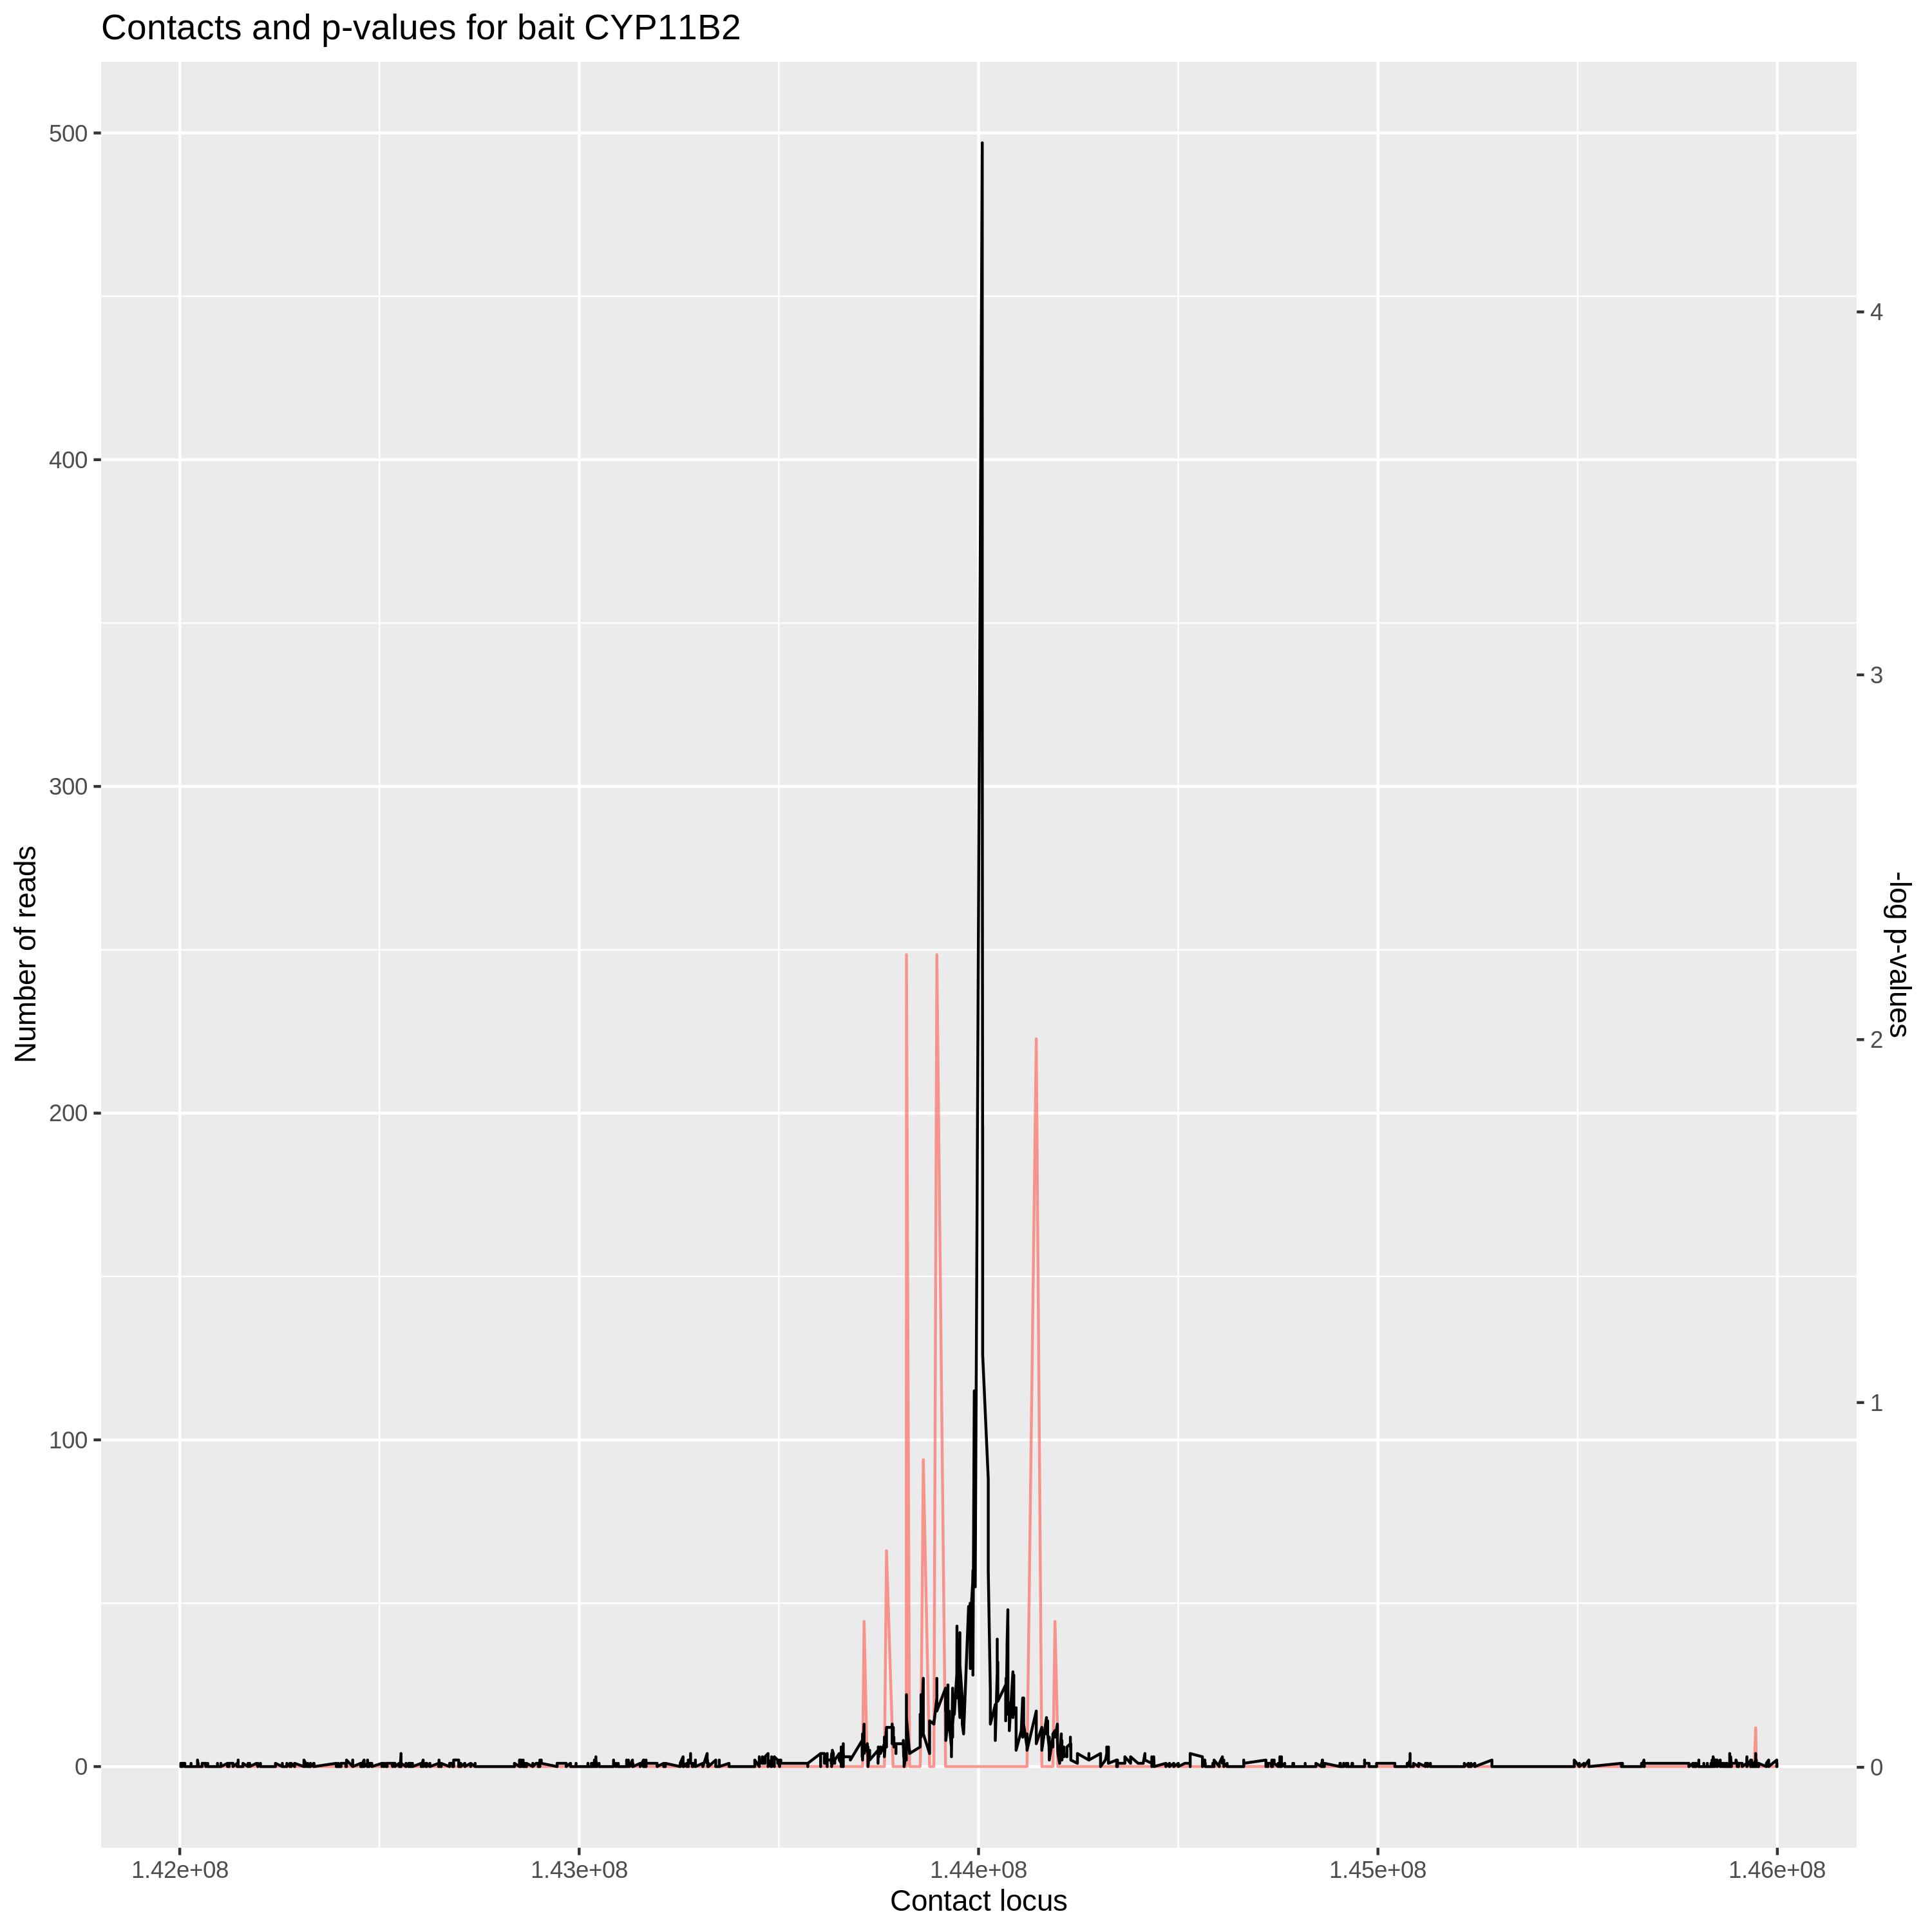 Contacts and p-values for bait CYP11B2
500
400
300
200
100
0
Number of reads
4
3
2
1
0
-log p-values
1.42e+08 1.43e+08 1.44e+08 1.45e+08 1.46e+08
Contact locus